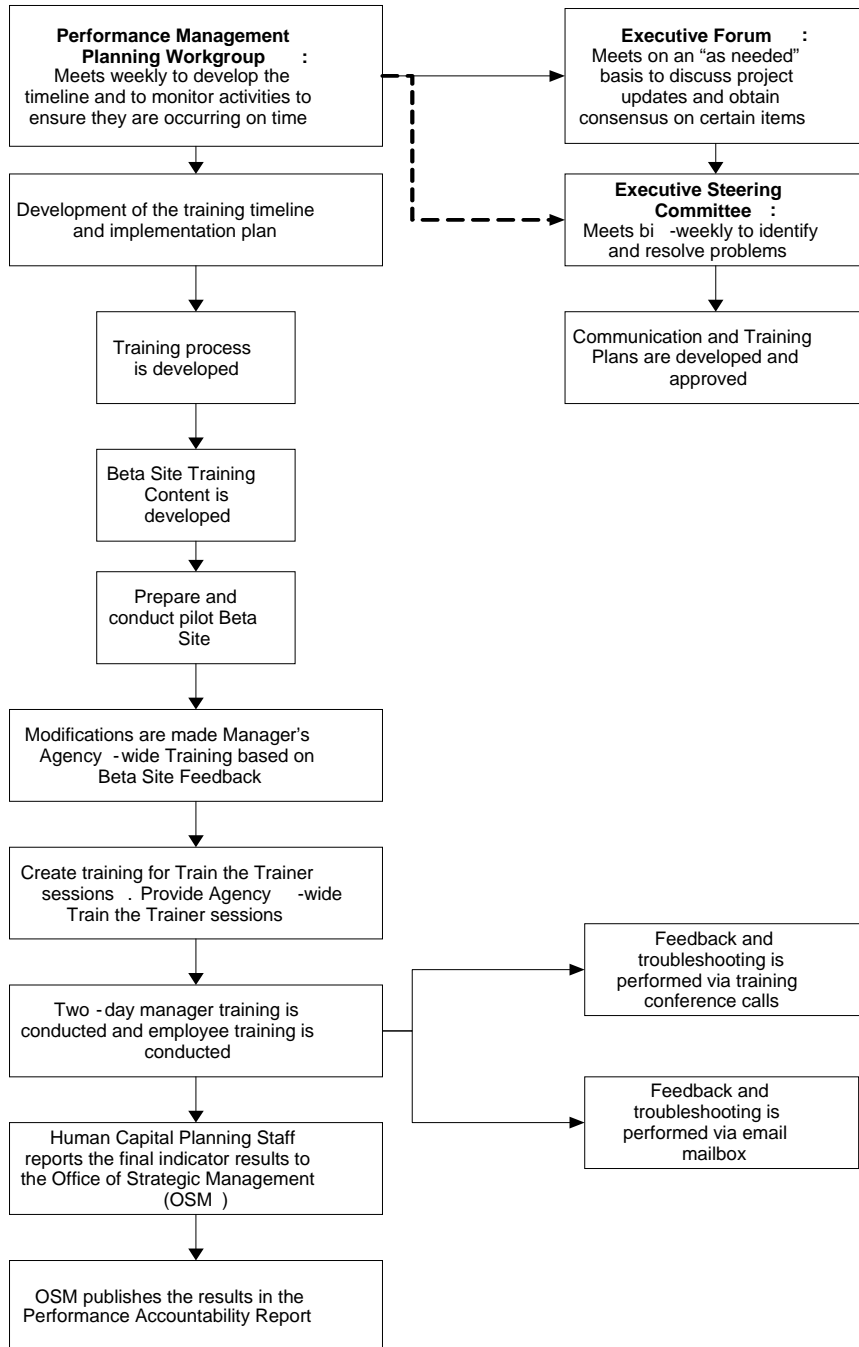 Performance Management
Planning Workgroup :
Meets weekly to develop the
timeline and to monitor activities to
ensure they are occurring on time
Executive Forum :
Meets on an “as needed”
basis to discuss project
updates and obtain
consensus on certain items
Development of the training timeline
and implementation plan
Executive Steering
Committee :
Meets bi -weekly to identify
and resolve problems
Training process
is developed
Communication and Training
Plans are developed and
approved
Beta Site Training
Content is
developed
Prepare and
conduct pilot Beta
Site
Modifications are made Manager’s
Agency -wide Training based on
Beta Site Feedback
Create training for Train the Trainer
sessions . Provide Agency -wide
Train the Trainer sessions
Feedback and
troubleshooting is
performed via training
conference calls
Two -day manager training is
conducted and employee training is
conducted
Feedback and
troubleshooting is
performed via email
mailbox
Human Capital Planning Staff
reports the final indicator results to
the Office of Strategic Management
(OSM )
OSM publishes the results in the
Performance Accountability Report